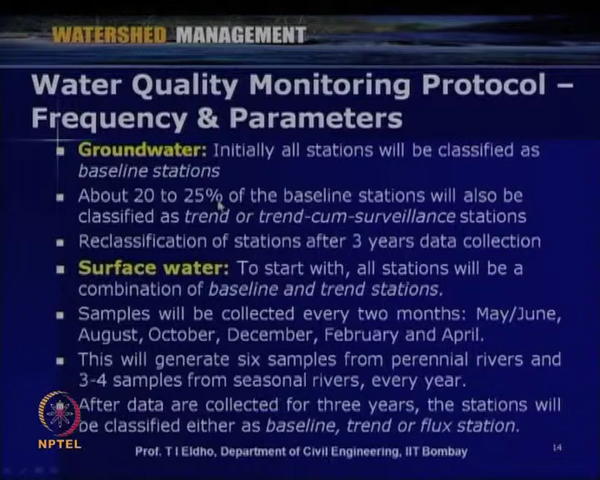 WATERSHED MANAGEMENT
Water Quality Monitoring Protocol –
Frequency & Parameters
Groundwater: Initially all stations will be classified as
baseline stations
About 20 to 25% of the baseline stations will also be
classified as trend or trend-cum-surveillance stations
Reclassification of stations after 3 years data collection
Surface water: To start with, all stations will be a
combination of baseline and trend stations.
Samples will be collected every two months: May/June,
August, October, December, February and April.
This will generate six samples from perennial rivers and
3-4 samples from seasonal rivers, every year.
After data are collected for three years, the stations will
be classified either as baseline, trend or flux station.
NPTEL
Prof. T I Eldho, Department of Civil Engineering, IIT Bombay
14